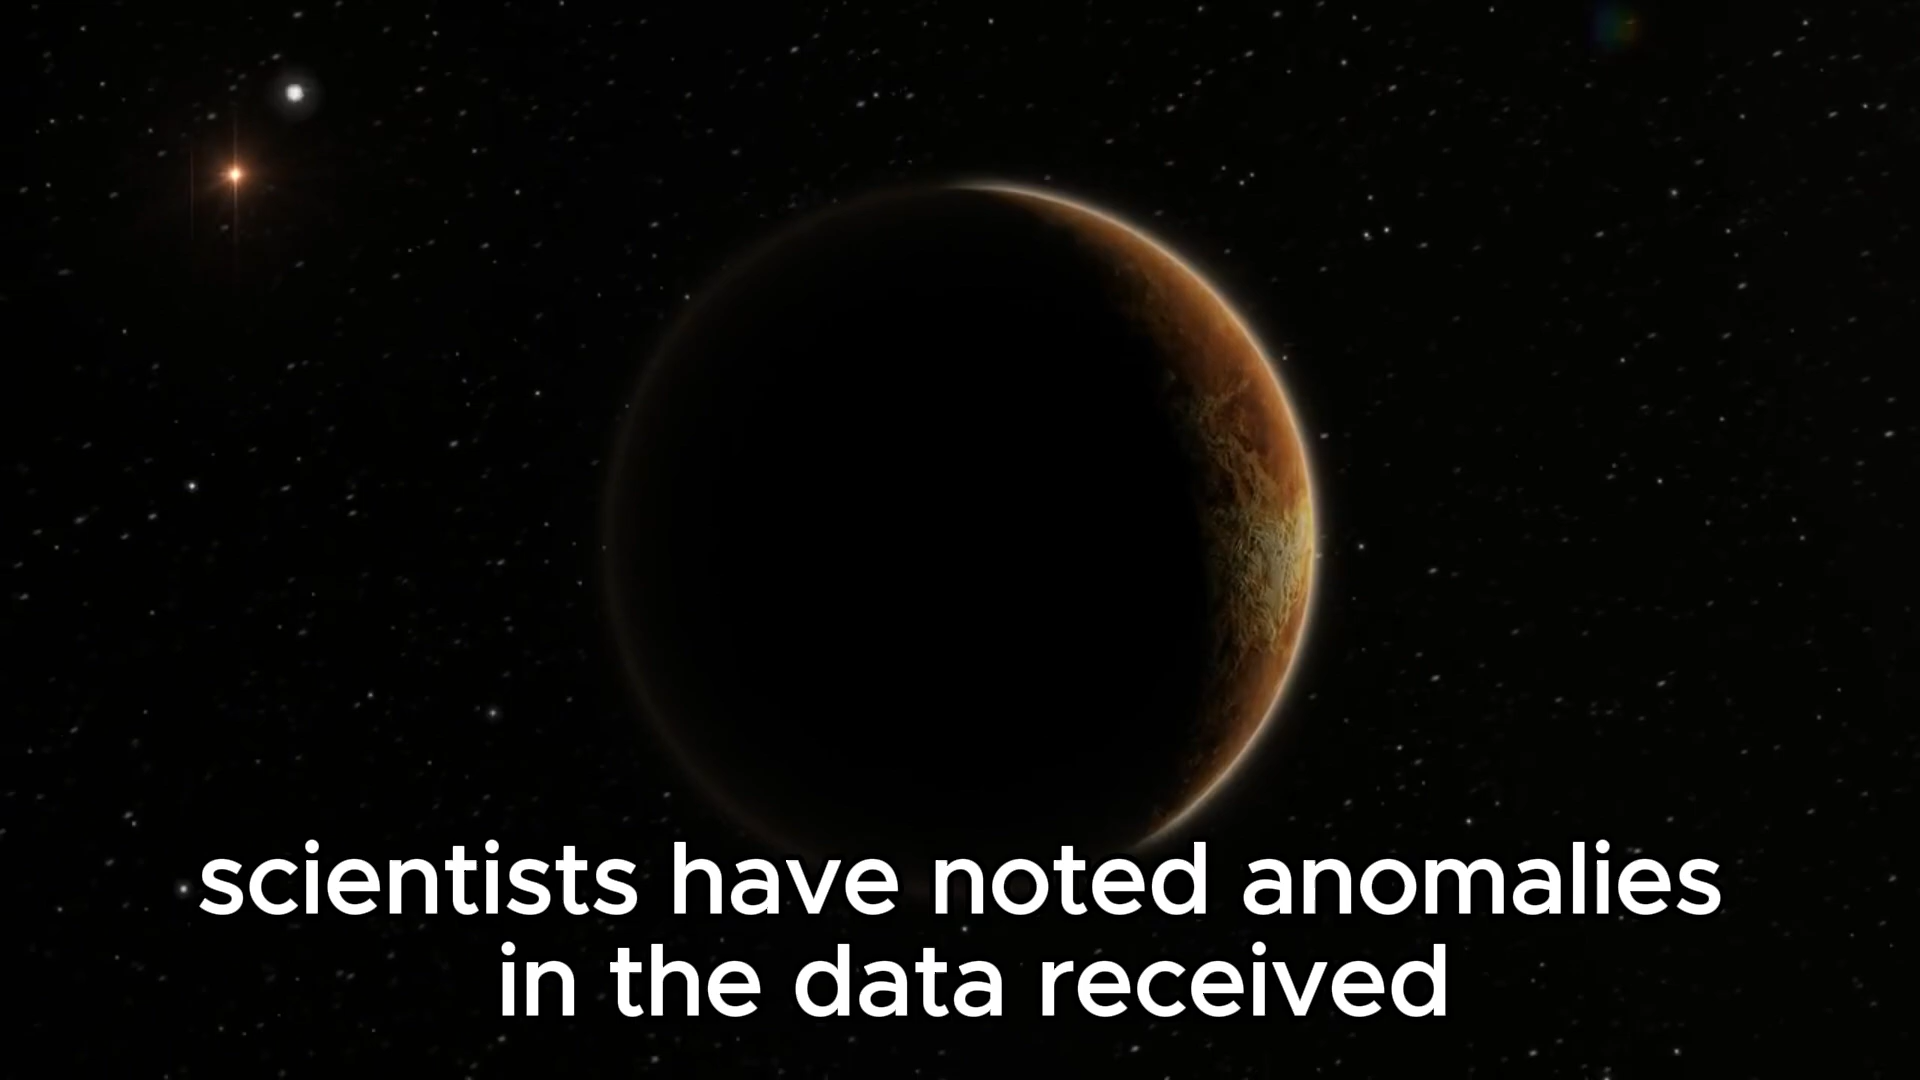 scientists have noted anomalies
in the data received